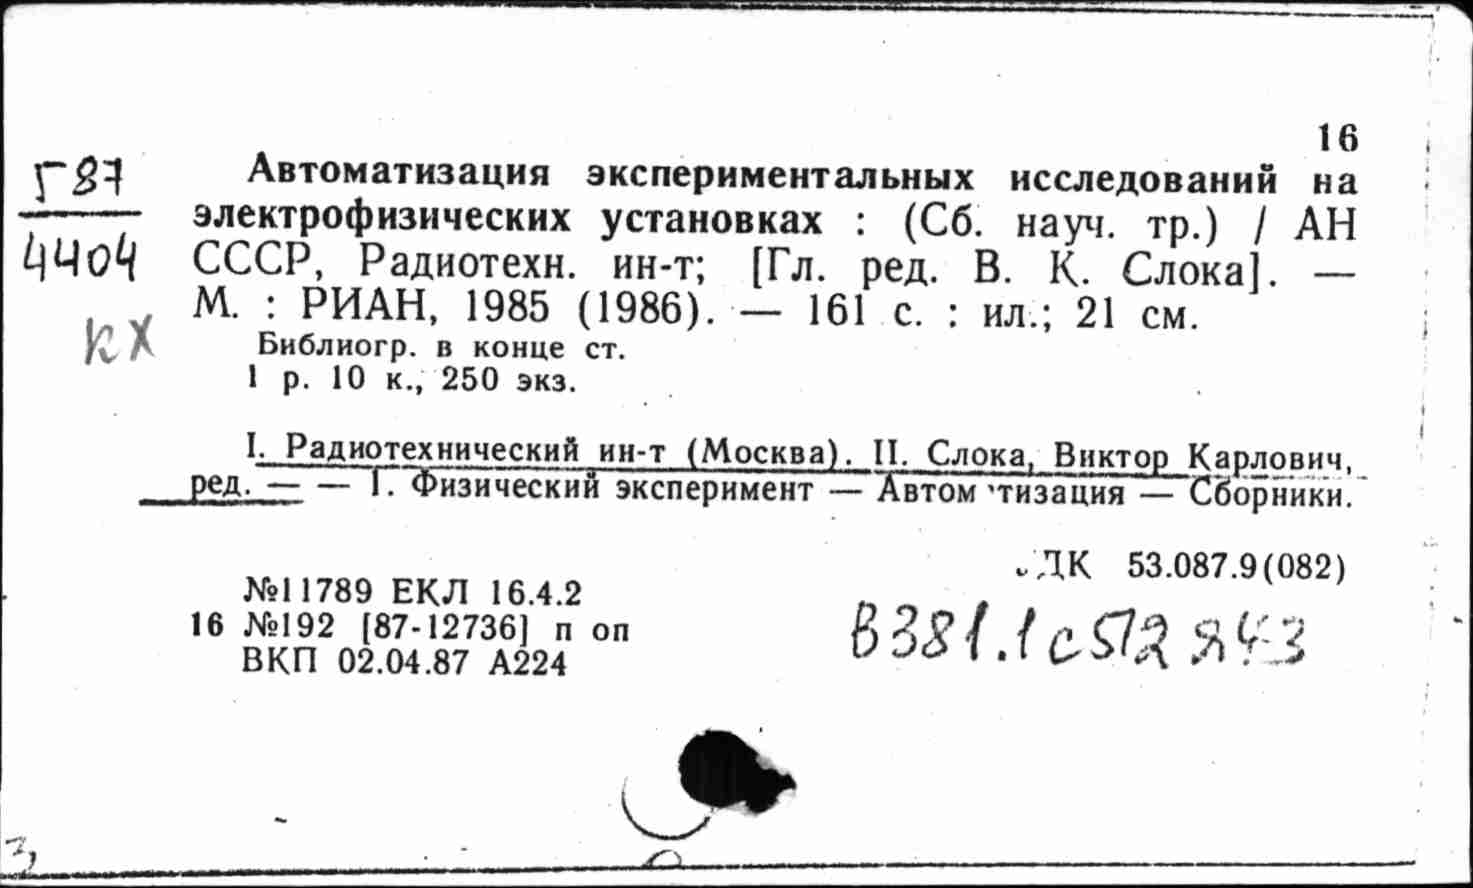 16
Г 87
4404
кх
Автоматизация экспериментальных исследований на
электрофизических установках : (Сб. науч. тр.) / АН
СССР, Радиотехн. ин-т; [Гл. ред. В. К. Слока]. —
М. : РИАН, 1985 (1986). — 161 с. : ил.; 21 см.
Библиогр. в конце ст.
1 р. 10 к., 250 экз.
I. Радиотехнический ин-т (Москва). II. Слока, Виктор Карлович,
ред. — — 1. Физический эксперимент — Автом тизация — Сборники.
ДК 53.087.9(082)
№11789 ЕКЛ 16.4.2
16 №192 [87-12736] п оп
ВКП 02.04.87 А224
В381.1с512 я43